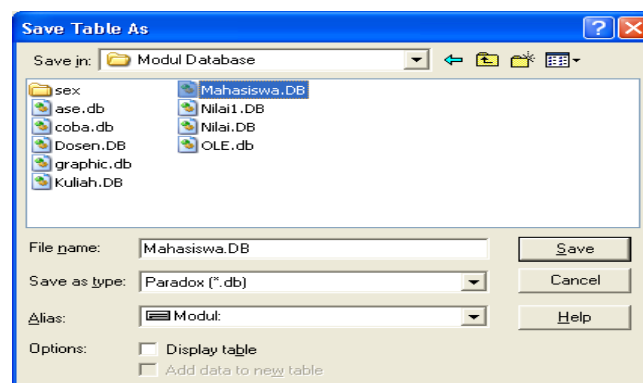 Save Table As
Save in: Modul Database
sex Mahasiswa.DB
ase.db Nilai1.DB
coba.db Nilai.DB
Dosen.DB OLE.db
graphic.db
Kuliah.DB
File name: Mahasiswa.DB Save
Save as type: Paradox (*.db) Cancel
Alias: Modul: Help
Options: Display table
Add data to new table